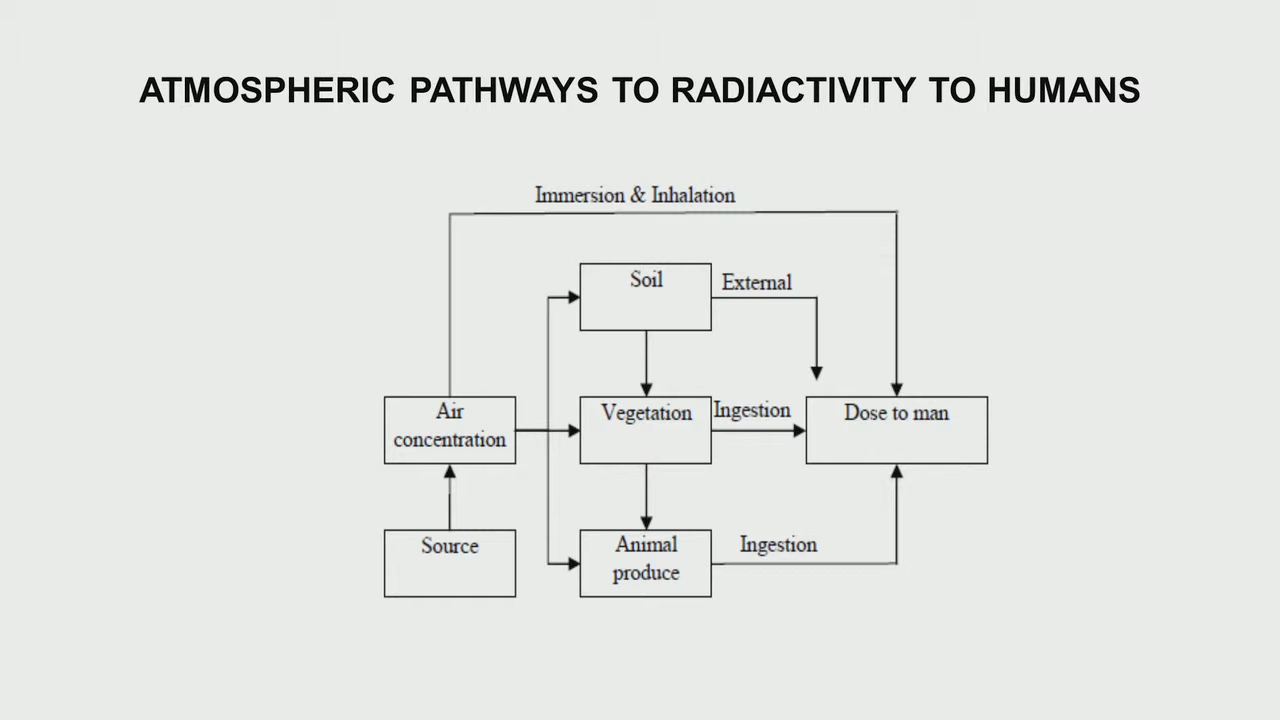 ATMOSPHERIC PATHWAYS TO RADIACTIVITY TO HUMANS
Immersion & Inhalation
Soil
External
Air
concentration
Vegetation
Ingestion
Dose to man
Source
Animal
produce
Ingestion